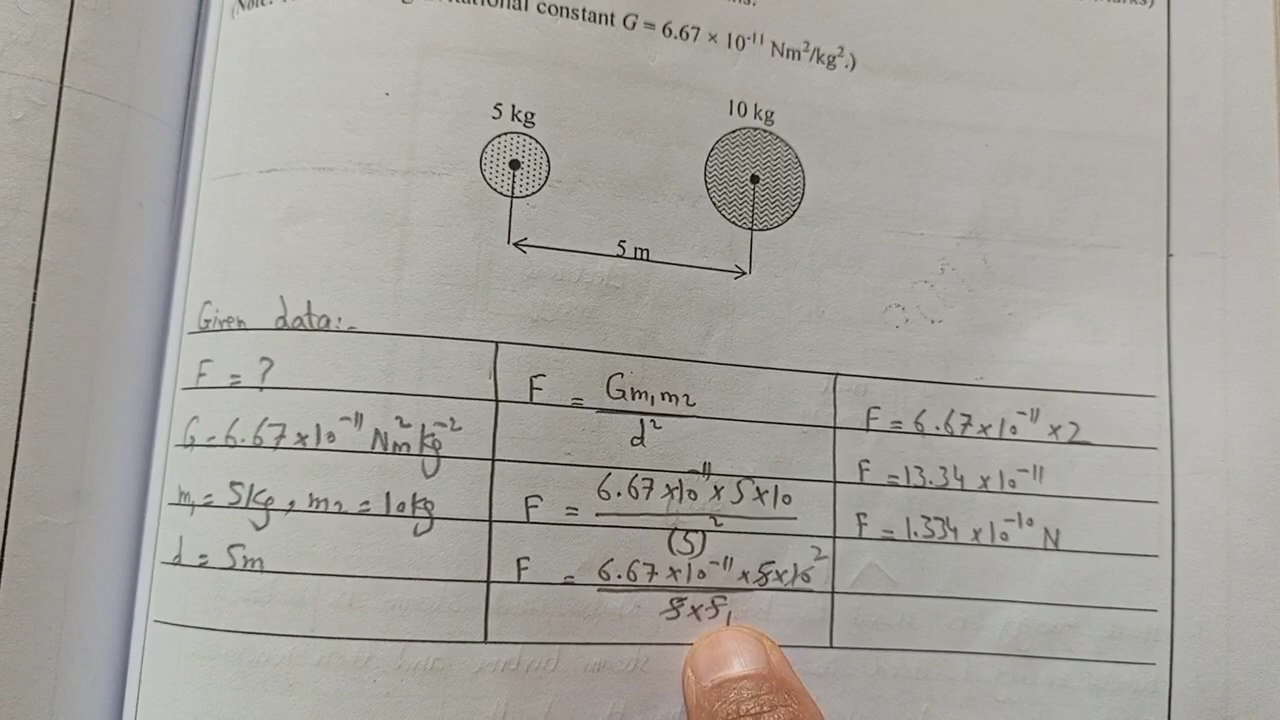 constant G = 6.67 × 10⁻¹¹ Nm²/kg².)
5 kg
10 kg
5 m
Given data:-
F = ?
G = 6.67 × 10⁻¹¹ Nm² kg⁻²
m₁ = 5kg, m₂ = 10kg
d = 5m
F = Gm₁m₂
d²
F = 6.67 × 10⁻¹¹ × 5 × 10
(5)²
F = 6.67 × 10⁻¹¹ × 5 × 10 2
5 × 5 1
F = 6.67 × 10⁻¹¹ × 2
F = 13.34 × 10⁻¹¹
F = 1.334 × 10⁻¹⁰ N